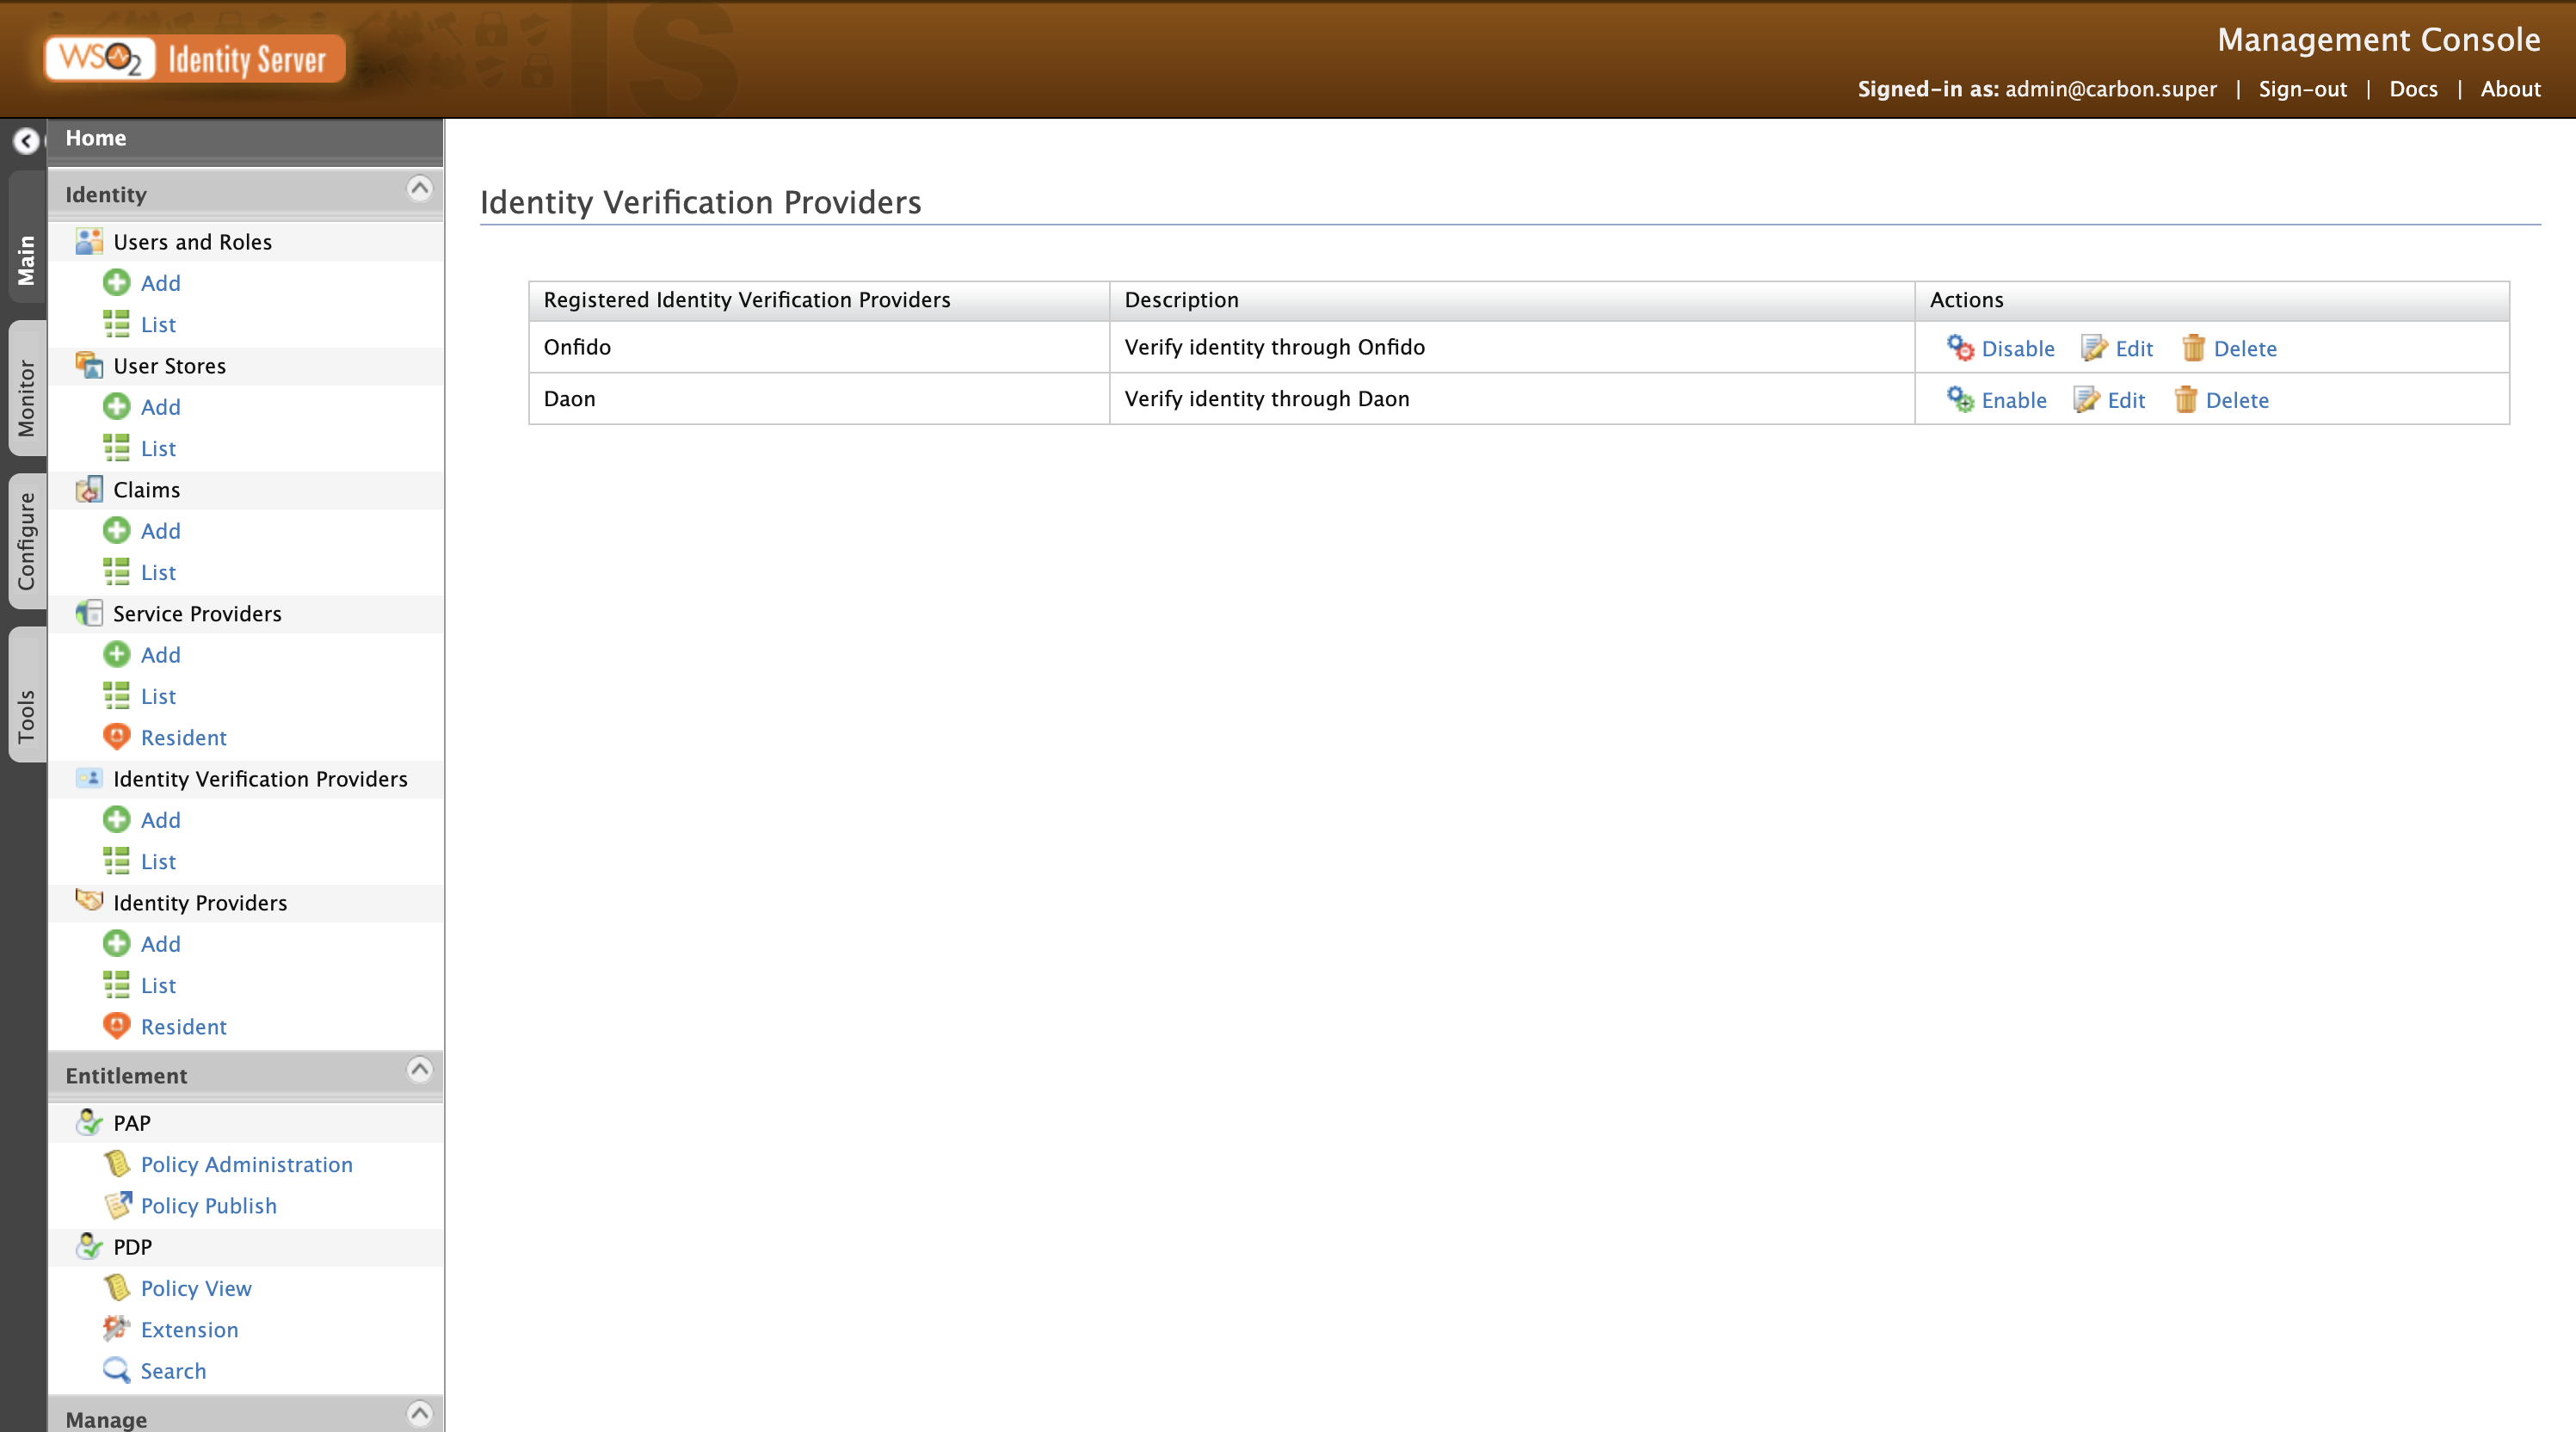 WSO2 Identity Server
Management Console
Signed-in as: admin@carbon.super | Sign-out | Docs | About
Main
Monitor
Configure
Tools
Home
Identity
Users and Roles
Add
List
User Stores
Add
List
Claims
Add
List
Service Providers
Add
List
Resident
Identity Verification Providers
Add
List
Identity Providers
Add
List
Resident
Entitlement
PAP
Policy Administration
Policy Publish
PDP
Policy View
Extension
Search
Manage
Identity Verification Providers
Registered Identity Verification Providers Description Actions
Onfido Verify identity through Onfido Disable Edit Delete
Daon Verify identity through Daon Enable Edit Delete
IS